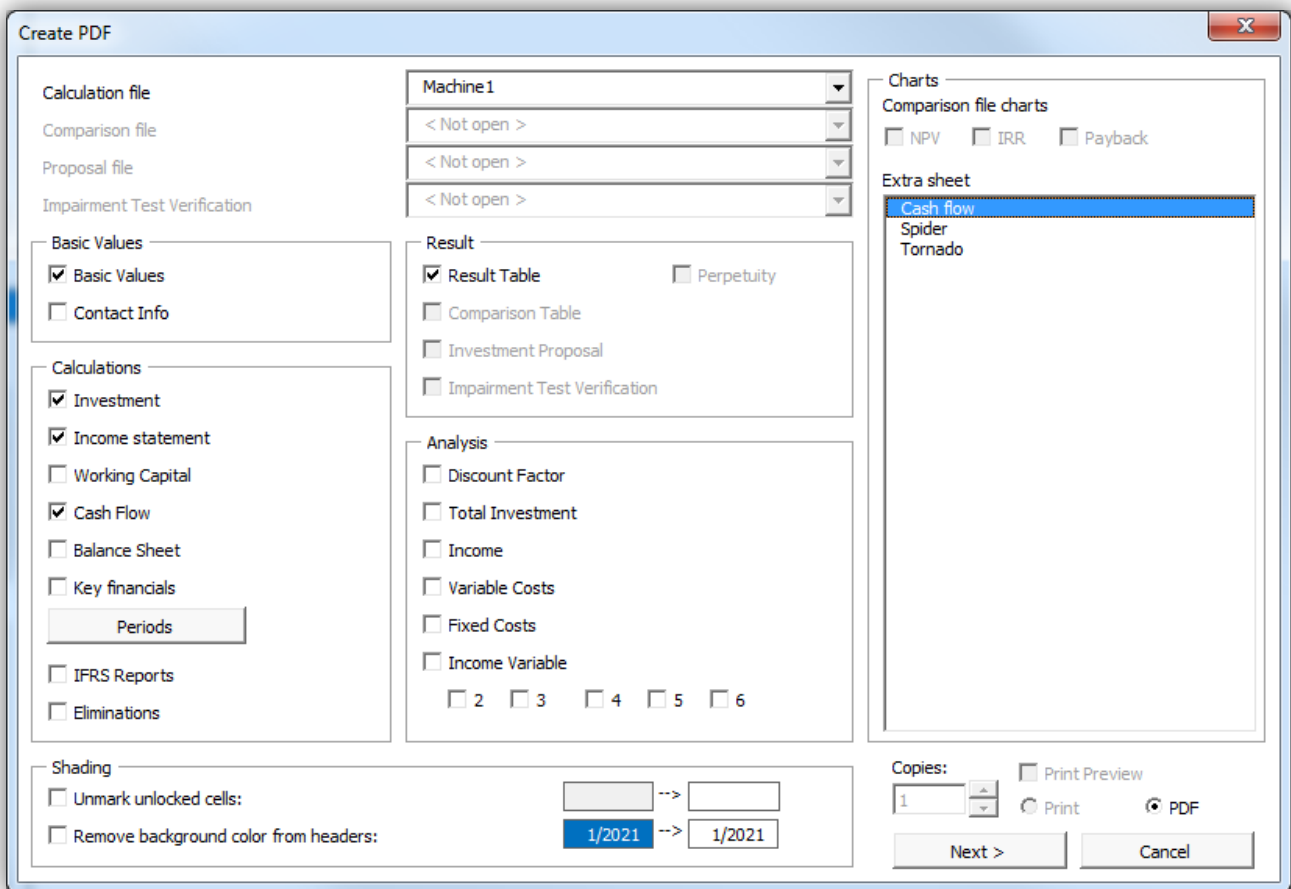 Create PDF
Calculation file
Machine1
Comparison file
< Not open >
Proposal file
< Not open >
Impairment Test Verification
< Not open >
Basic Values
Basic Values
Contact Info
Calculations
Investment
Income statement
Working Capital
Cash Flow
Balance Sheet
Key financials
Periods
IFRS Reports
Eliminations
Result
Result Table
Perpetuity
Comparison Table
Investment Proposal
Impairment Test Verification
Analysis
Discount Factor
Total Investment
Income
Variable Costs
Fixed Costs
Income Variable
2 3 4 5 6
Charts
Comparison file charts
NPV IRR Payback
Extra sheet
Cash flow
Spider
Tornado
Shading
Unmark unlocked cells: -->
Remove background color from headers: 1/2021 --> 1/2021
Copies:
1
Print Preview
Print PDF
Next > Cancel